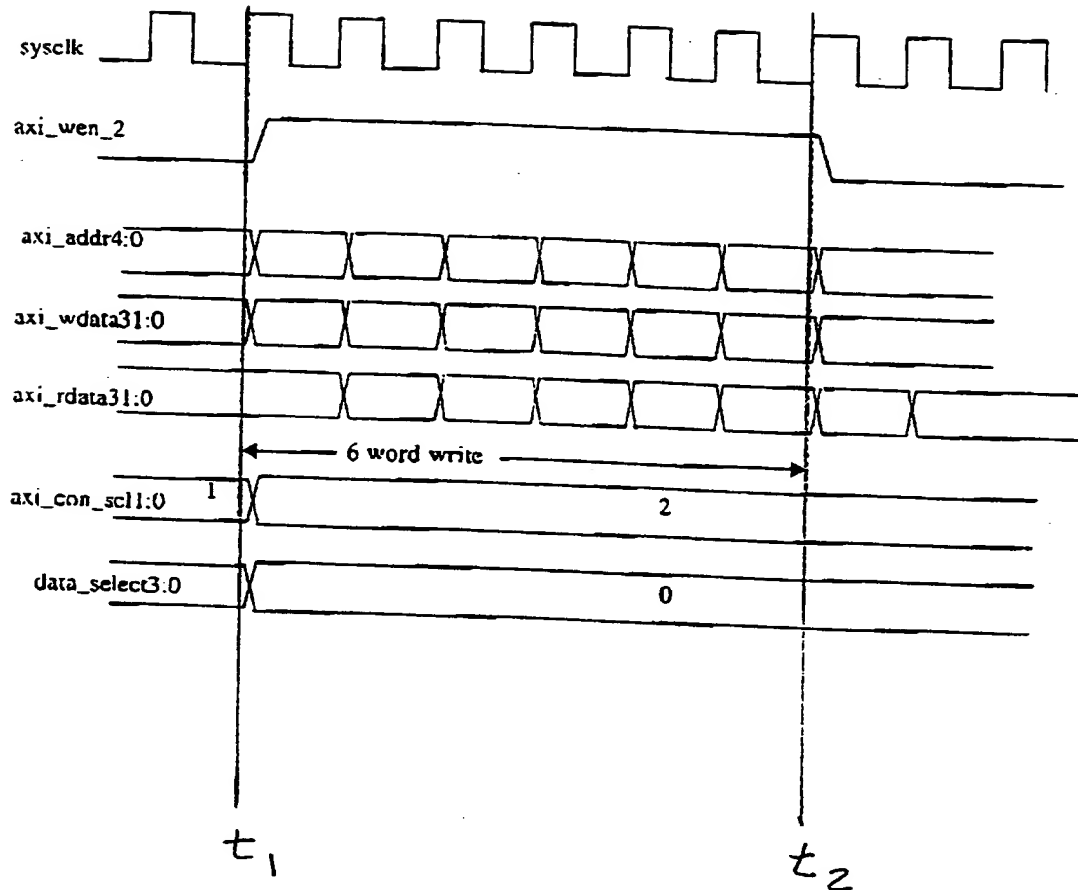 sysclk
axi_wen_2
axi_addr4:0
axi_wdata31:0
axi_rdata31:0
6 word write
axi_con_sel1:0
1
2
data_select3:0
0
t1
t2